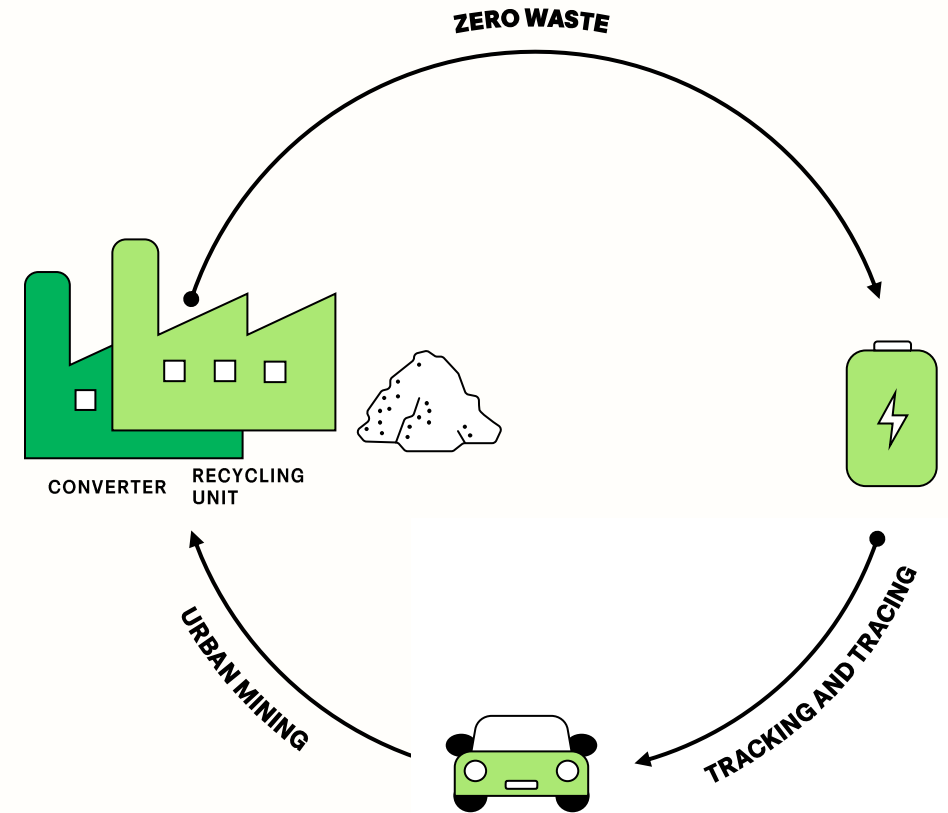 ZERO WASTE
CONVERTER
RECYCLING
UNIT
URBAN MINING
TRACKING AND TRACING